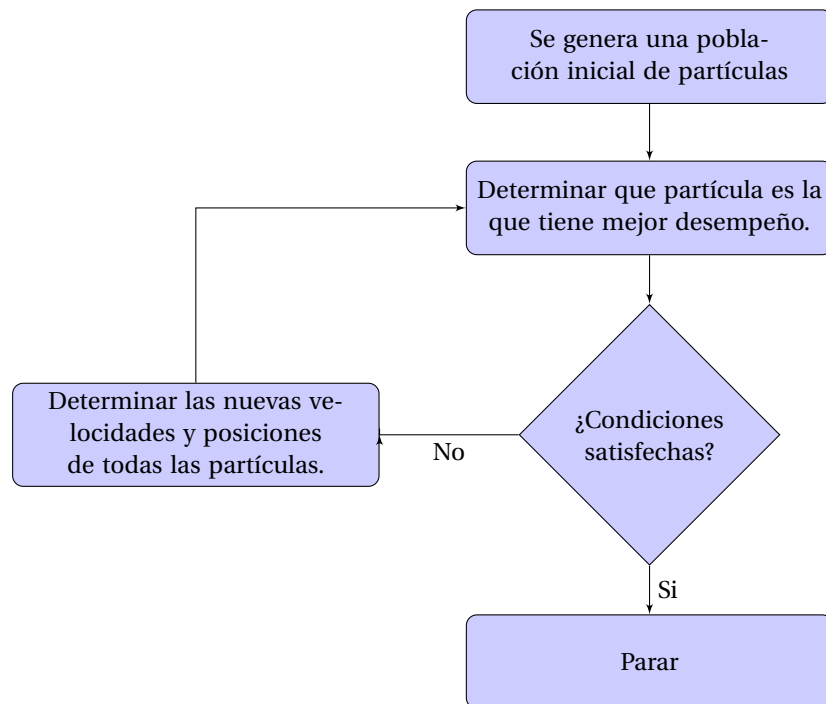 Se genera una pobla-
ción inicial de partículas
Determinar que partícula es la
que tiene mejor desempeño.
¿Condiciones
satisfechas?
No
Determinar las nuevas ve-
locidades y posiciones
de todas las partículas.
Si
Parar